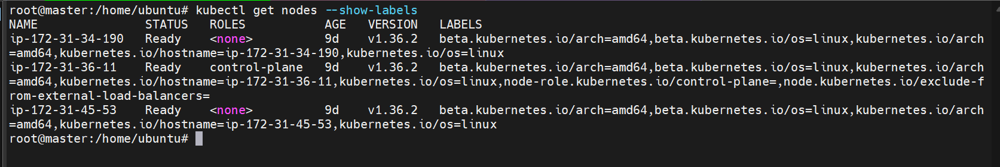 root@master:/home/ubuntu# kubectl get nodes --show-labels
NAME               STATUS   ROLES           AGE   VERSION   LABELS
ip-172-31-34-190   Ready    <none>          9d    v1.36.2   beta.kubernetes.io/arch=amd64,beta.kubernetes.io/os=linux,kubernetes.io/arch
=amd64,kubernetes.io/hostname=ip-172-31-34-190,kubernetes.io/os=linux
ip-172-31-36-11    Ready    control-plane   9d    v1.36.2   beta.kubernetes.io/arch=amd64,beta.kubernetes.io/os=linux,kubernetes.io/arch
=amd64,kubernetes.io/hostname=ip-172-31-36-11,kubernetes.io/os=linux,node-role.kubernetes.io/control-plane=,node.kubernetes.io/exclude-f
rom-external-load-balancers=
ip-172-31-45-53    Ready    <none>          9d    v1.36.2   beta.kubernetes.io/arch=amd64,beta.kubernetes.io/os=linux,kubernetes.io/arch
=amd64,kubernetes.io/hostname=ip-172-31-45-53,kubernetes.io/os=linux
root@master:/home/ubuntu#